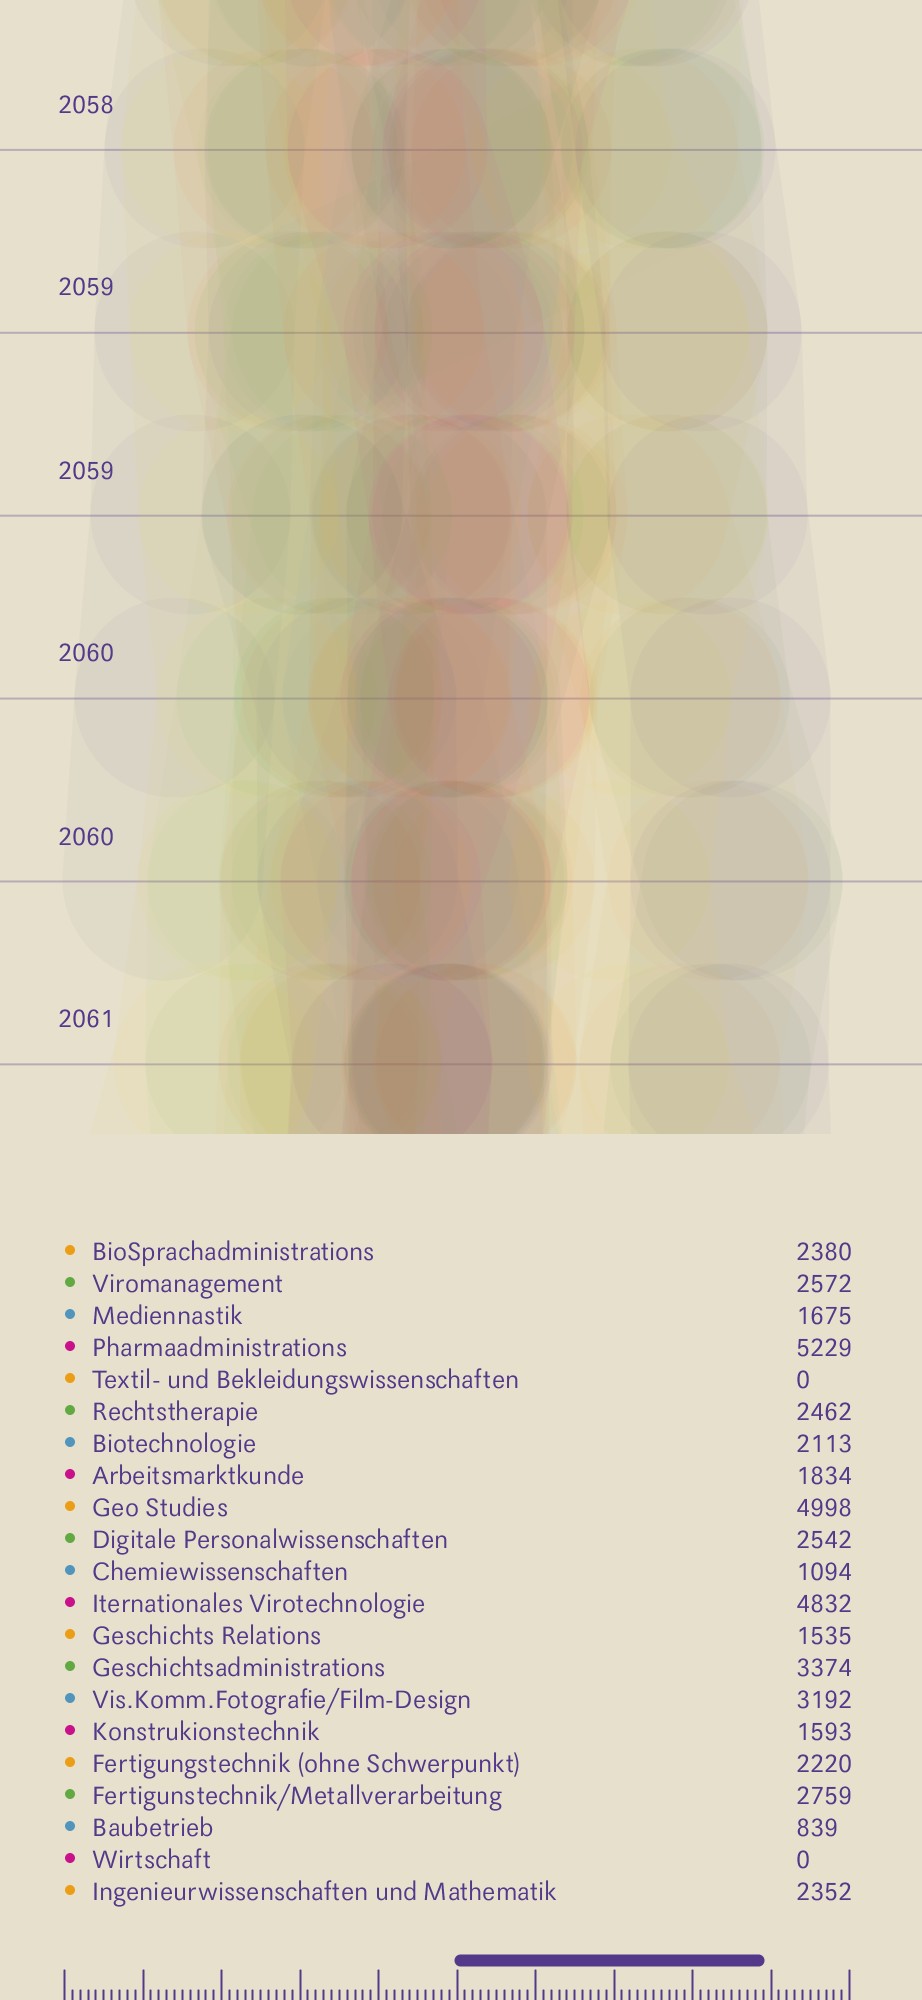 2058
2059
2059
2060
2060
2061
BioSprachadministrations 2380
Viromanagement 2572
Mediennastik 1675
Pharmaadministrations 5229
Textil- und Bekleidungswissenschaften 0
Rechtstherapie 2462
Biotechnologie 2113
Arbeitsmarktkunde 1834
Geo Studies 4998
Digitale Personalwissenschaften 2542
Chemiewissenschaften 1094
Iternationales Virotechnologie 4832
Geschichts Relations 1535
Geschichtsadministrations 3374
Vis.Komm.Fotografie/Film-Design 3192
Konstrukionstechnik 1593
Fertigungstechnik (ohne Schwerpunkt) 2220
Fertigunstechnik/Metallverarbeitung 2759
Baubetrieb 839
Wirtschaft 0
Ingenieurwissenschaften und Mathematik 2352